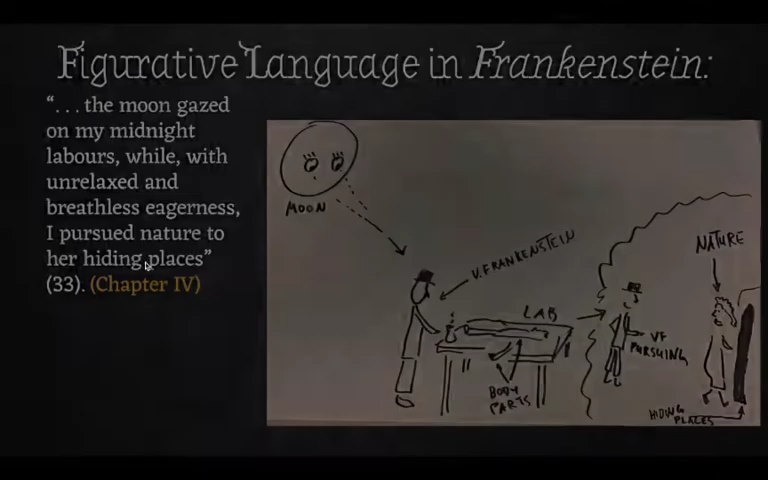 Figurative Language in Frankenstein:
“. . . the moon gazed
on my midnight
labours, while, with
unrelaxed and
breathless eagerness,
I pursued nature to
her hiding places”
(33). (Chapter IV)
MOON
V. FRANKENSTEIN
LAB
BODY
PARTS
VF
PURSUING
NATURE
HIDING
PLACES